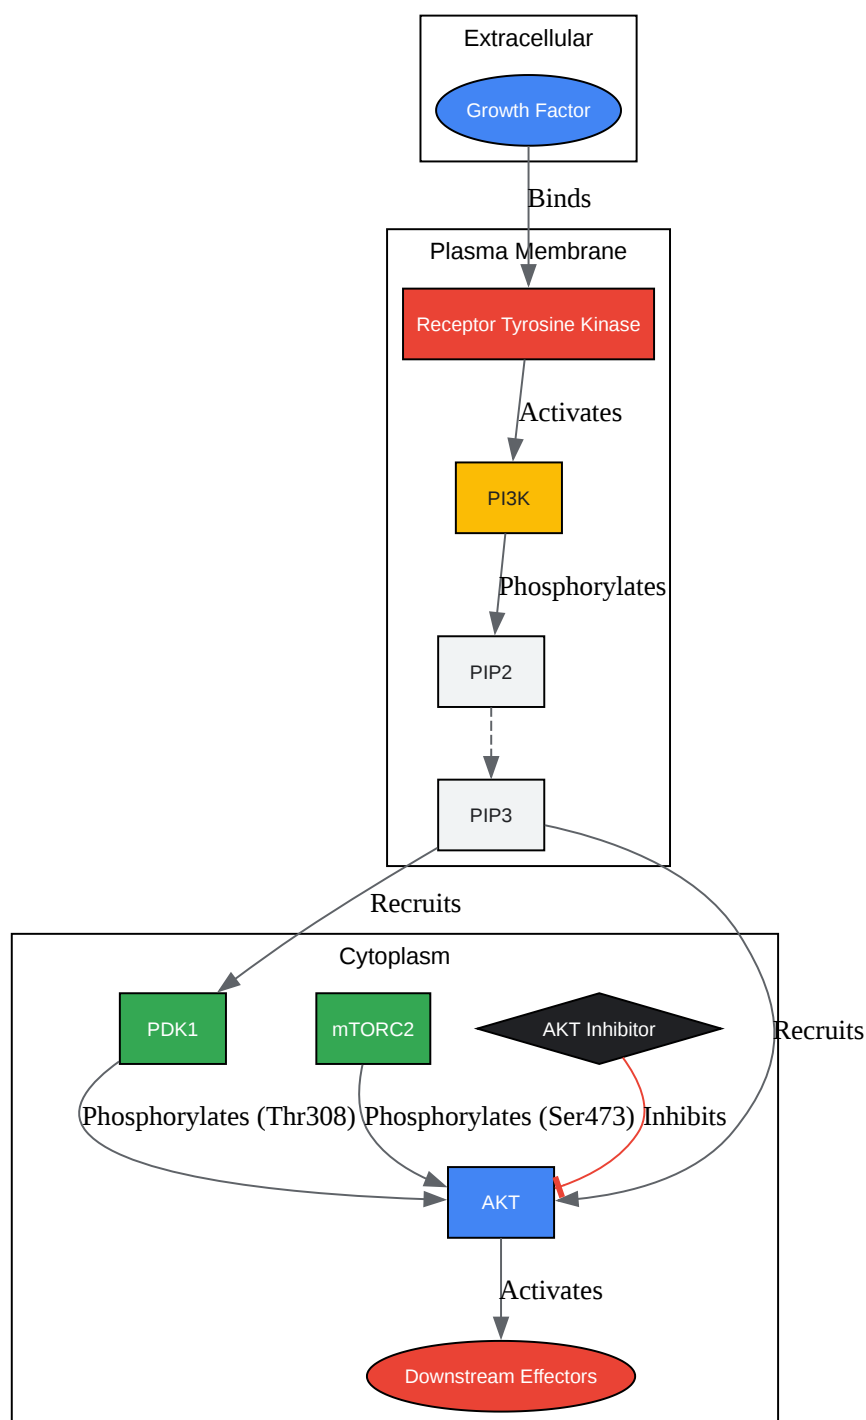 Extracellular
Growth Factor
Binds
Plasma Membrane
Receptor Tyrosine Kinase
Activates
PI3K
Phosphorylates
PIP2
PIP3
Recruits
Cytoplasm
PDK1
mTORC2
AKT Inhibitor
Recruits
Phosphorylates (Thr308)
Phosphorylates (Ser473)
Inhibits
AKT
Activates
Downstream Effectors